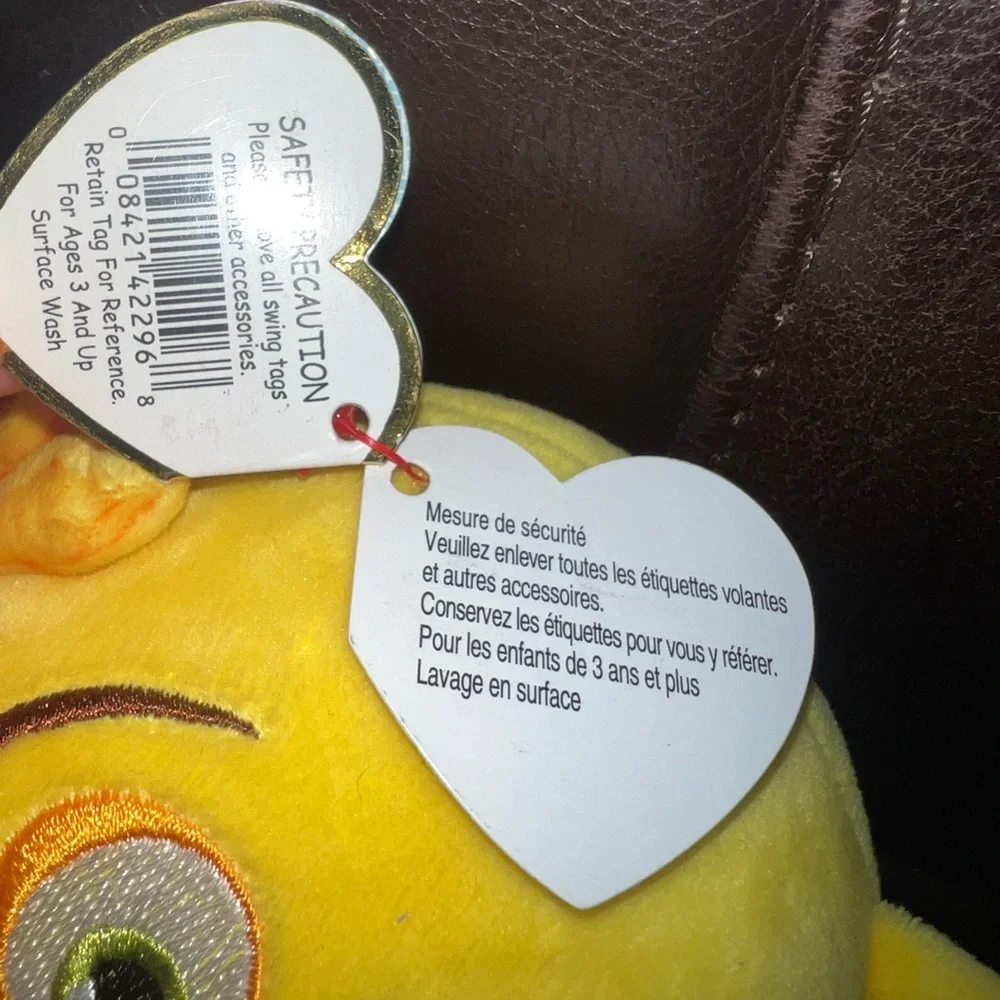 SAFETY PRECAUTION
Please ove all swing tags
and other accessories.
0 08421 42296 8
Retain Tag For Reference.
For Ages 3 And Up
Surface Wash
Mesure de sécurité
Veuillez enlever toutes les étiquettes volantes
et autres accessoires.
Conservez les étiquettes pour vous y référer.
Pour les enfants de 3 ans et plus
Lavage en surface